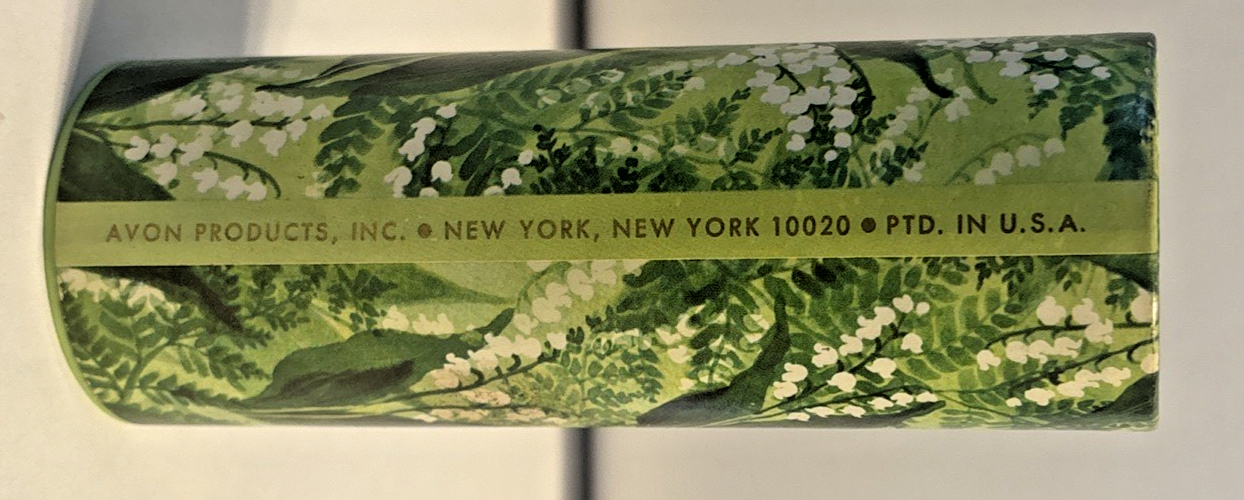 AVON PRODUCTS, INC. ● NEW YORK, NEW YORK 10020 ● PTD. IN U.S.A.